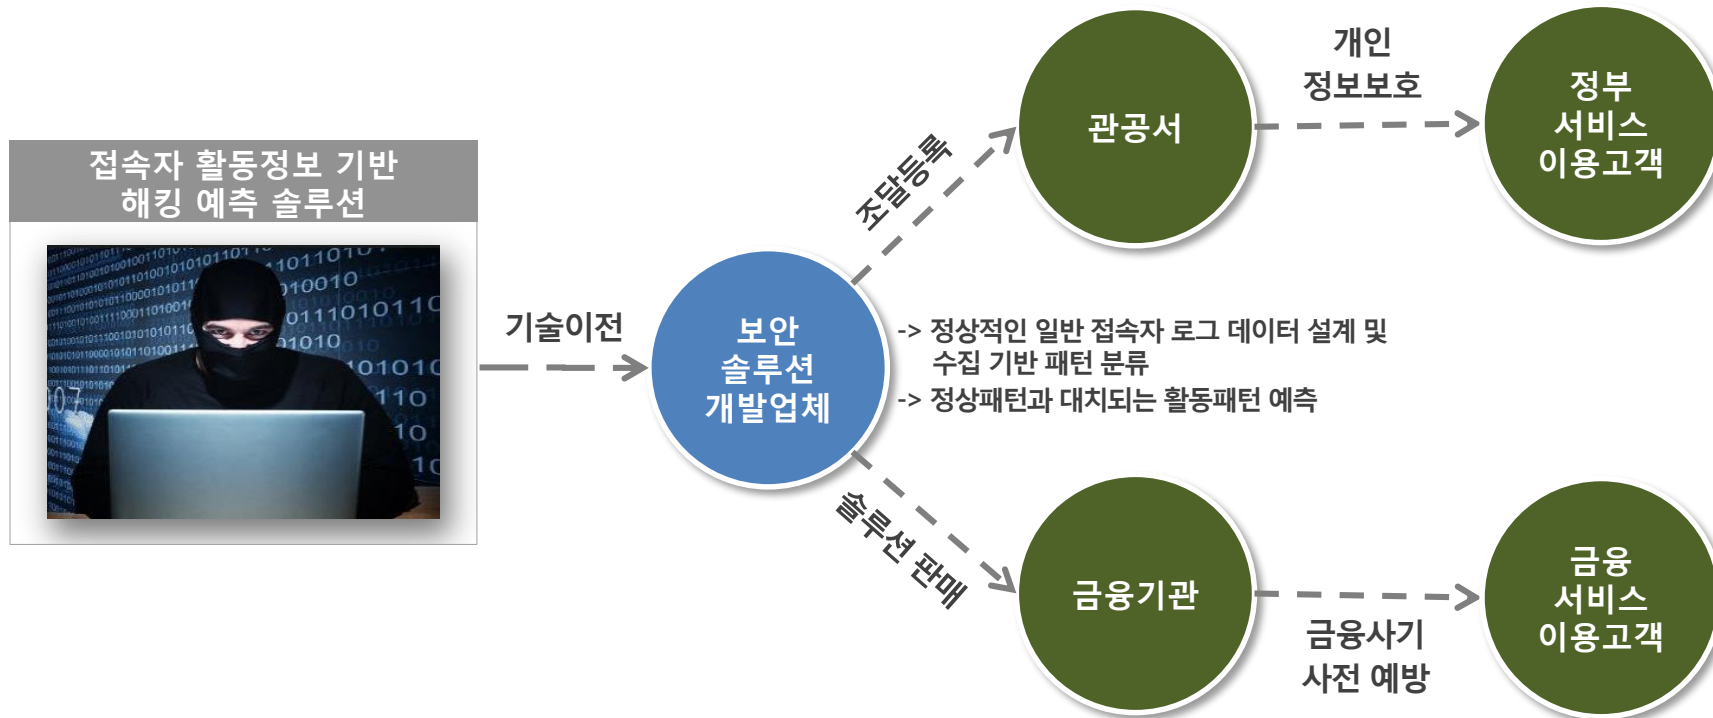 접속자 활동정보 기반
해킹 예측 솔루션
기술이전
보안
솔루션
개발업체
조달등록
솔루션 판매
-> 정상적인 일반 접속자 로그 데이터 설계 및
수집 기반 패턴 분류
-> 정상패턴과 대치되는 활동패턴 예측
관공서
개인
정보보호
정부
서비스
이용고객
금융기관
금융사기
사전 예방
금융
서비스
이용고객